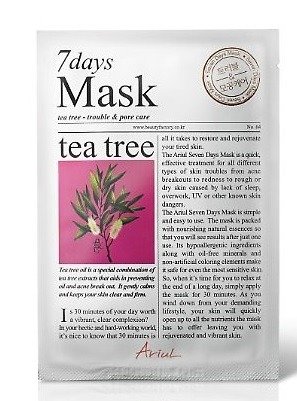 7days
Mask
tea tree - trouble & pore care
www.beautyfactory.co.kr
No. 04
tea tree
Tea tree oil is a special combination of
tea tree extracts that aids in preventing
oil and acne break out. It gently calms
and keeps your skin clear and firm.
Is 30 minutes of your day worth
a vibrant, clear complexion?
In your hectic and hard-working world,
it's nice to know that 30 minutes is
all it takes to restore and rejuvenate
your tired skin.
The Ariul Seven Days Mask is a quick,
effective treatment for all different
types of skin troubles from acne
breakouts to redness to rough or
dry skin caused by lack of sleep,
overwork, UV or other known skin
dangers.
The Ariul Seven Days Mask is simple
and easy to use. The mask is packed
with nourishing natural essences so
that you will see results after just one
use. Its hypoallergenic ingredients
along with oil-free minerals and
non-artificial coloring elements make
it safe for even the most sensitive skin.
So, when it's time for you to relax at
the end of a long day, simply apply
the mask for 30 minutes. As you
wind down from your demanding
lifestyle, your skin will quickly
open up to all the nutrients the mask
has to offer leaving you with
rejuvenated and vibrant skin.
Ariul